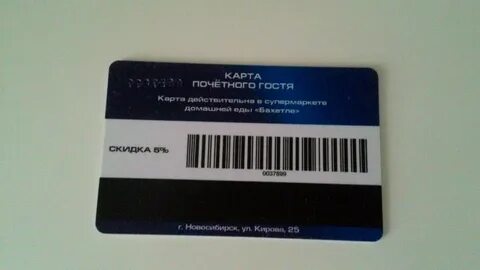 КАРТА
ПОЧЁТНОГО ГОСТЯ
Карта действительна в супермаркете
домашней еды «Бахетле»
СКИДКА 5%
0037899
г. Новосибирск, ул. Кирова, 25